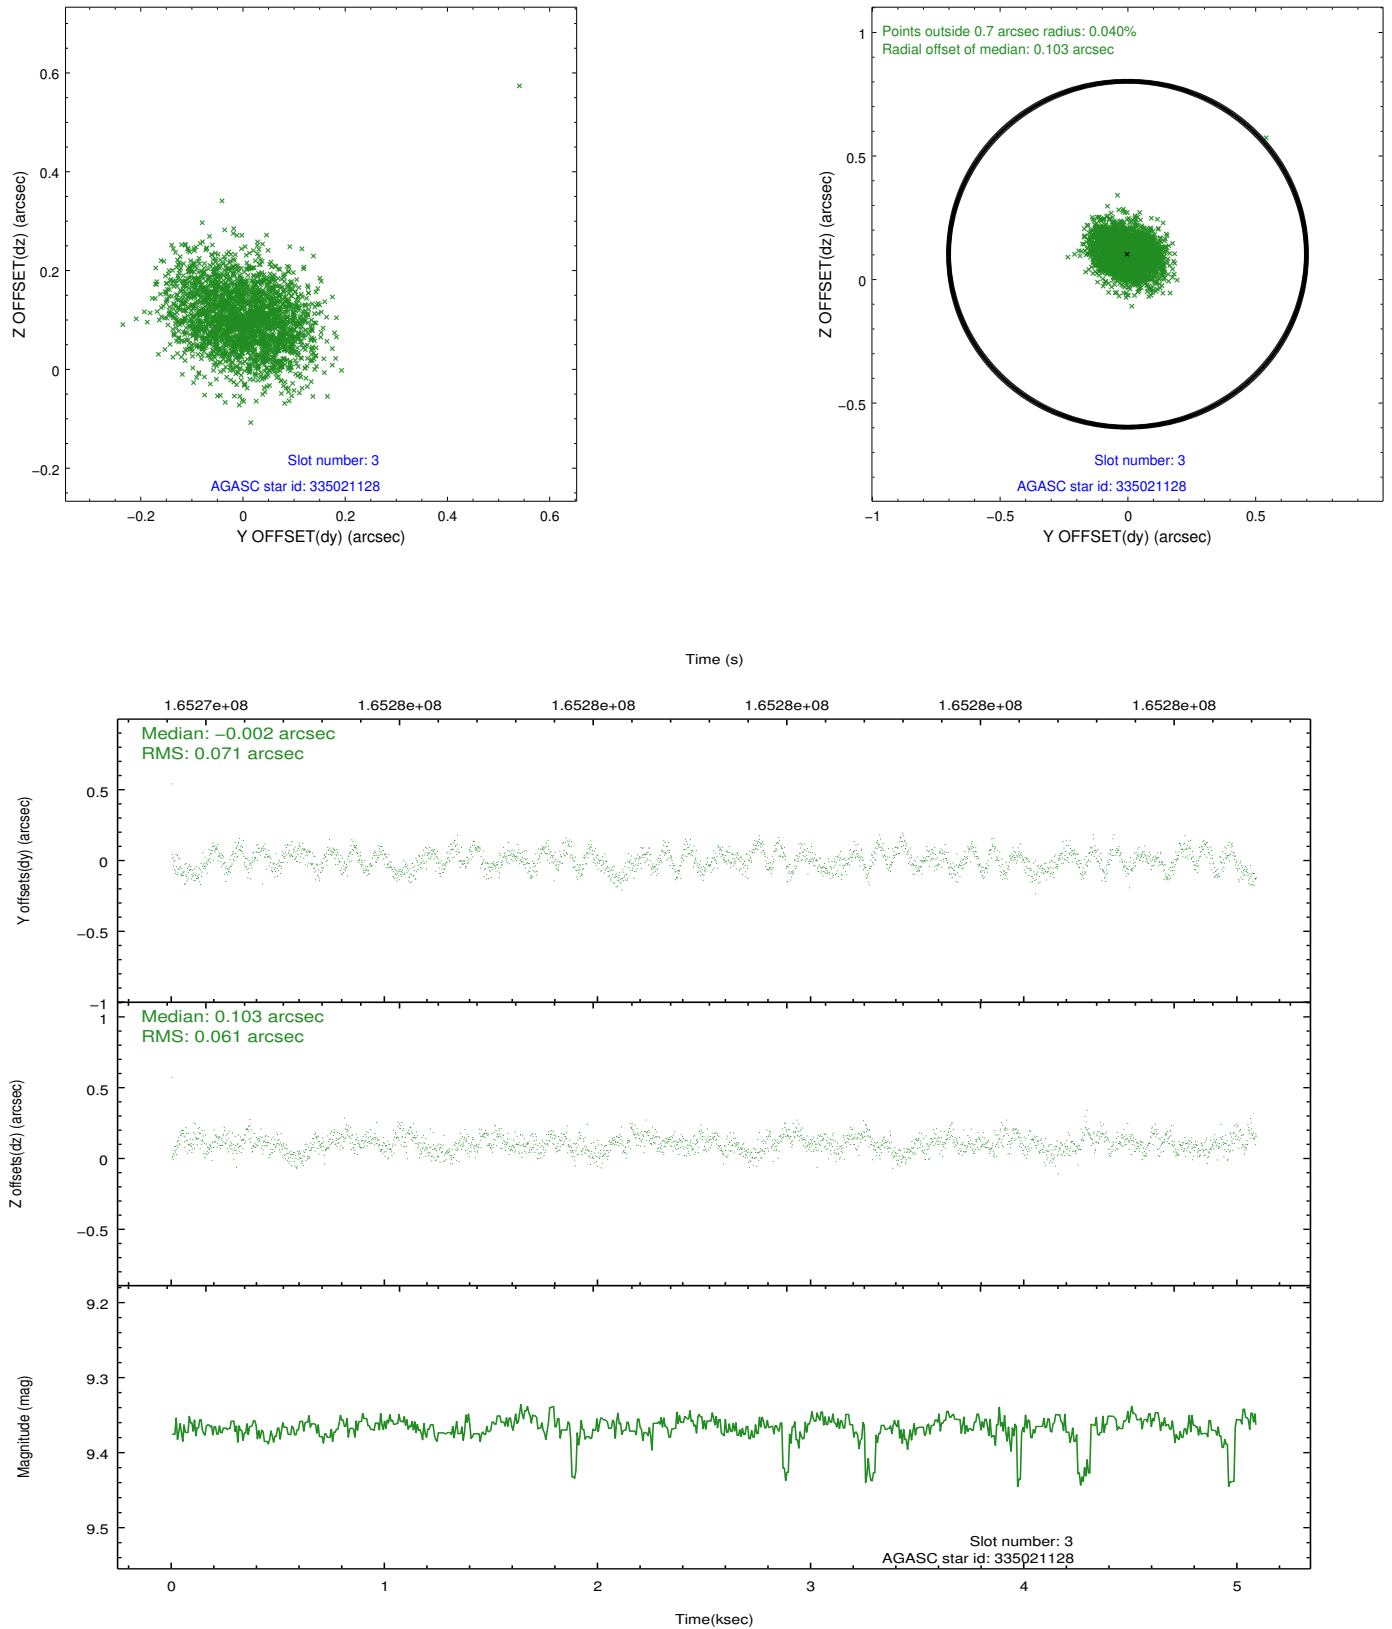 0.6
0.4
0.2
0
−0.2
Z OFFSET(dz) (arcsec)
Slot number: 3
AGASC star id: 335021128
−0.2 0 0.2 0.4 0.6
Y OFFSET(dy) (arcsec)
Points outside 0.7 arcsec radius: 0.040%
Radial offset of median: 0.103 arcsec
1
0.5
0
−0.5
Z OFFSET(dz) (arcsec)
Slot number: 3
AGASC star id: 335021128
−1 −0.5 0 0.5
Y OFFSET(dy) (arcsec)
Time (s)
1.6527e+08 1.6528e+08 1.6528e+08 1.6528e+08 1.6528e+08 1.6528e+08
Median: −0.002 arcsec
RMS: 0.071 arcsec
0.5
0
−0.5
−1
Y offsets(dy) (arcsec)
Median: 0.103 arcsec
RMS: 0.061 arcsec
1
0.5
0
−0.5
Z offsets(dz) (arcsec)
9.2
9.3
9.4
9.5
Magnitude (mag)
Slot number: 3
AGASC star id: 335021128
0 1 2 3 4 5
Time(ksec)